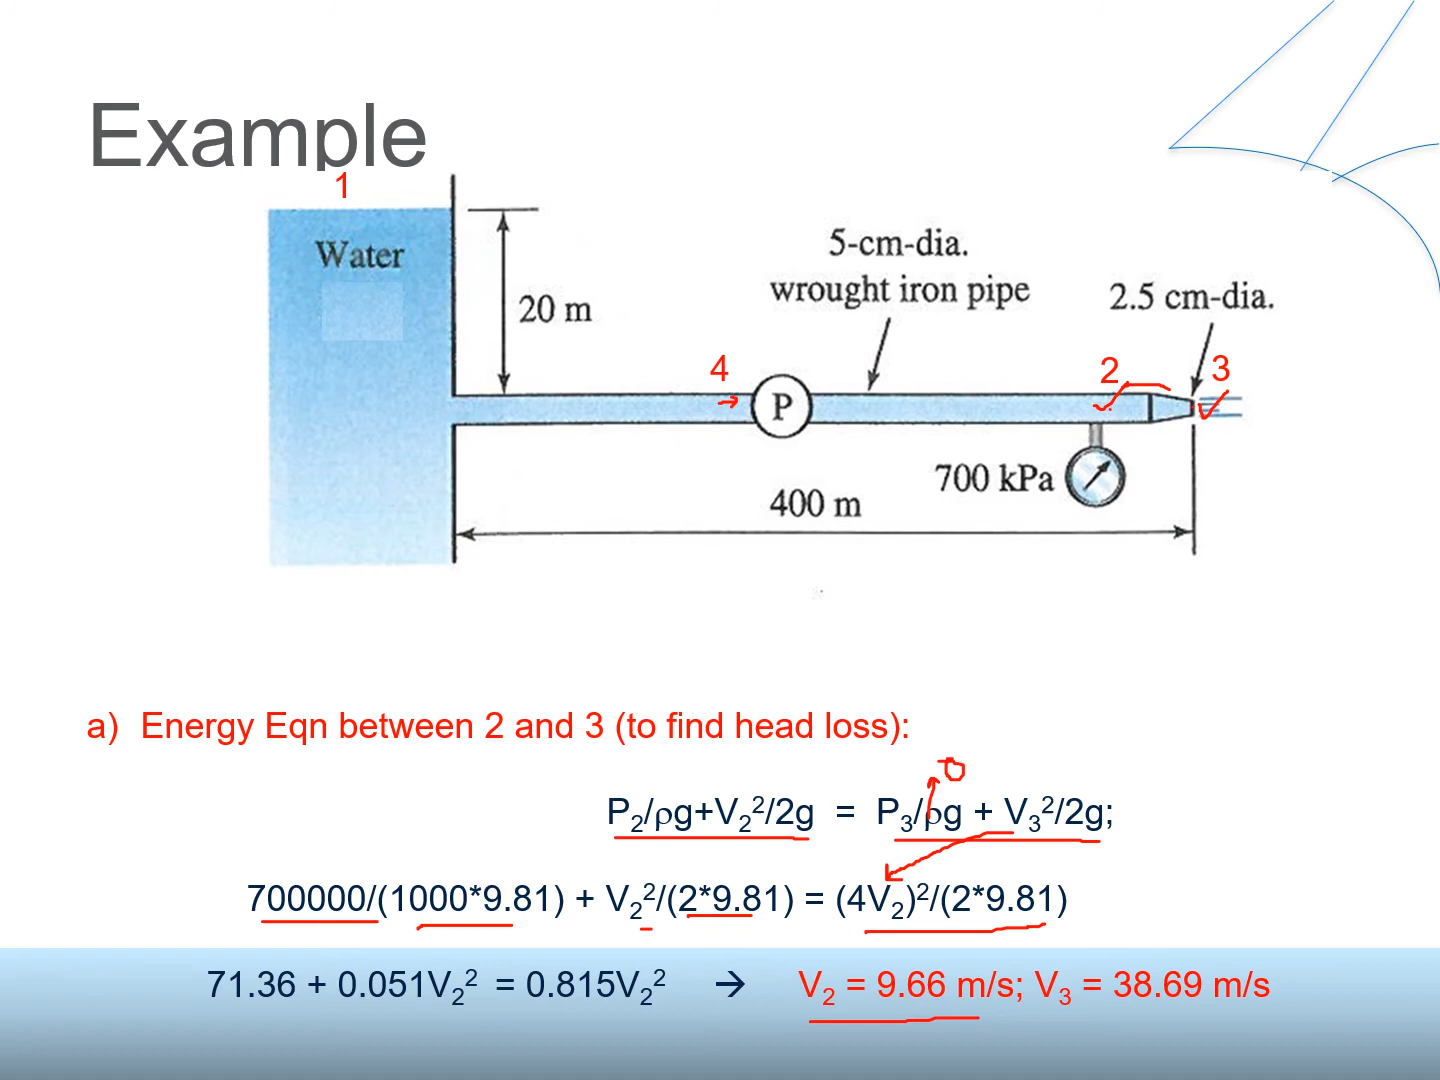 Example
1
Water
20 m
5-cm-dia.
wrought iron pipe
2.5 cm-dia.
4
P
2
3
700 kPa
400 m
a) Energy Eqn between 2 and 3 (to find head loss):
0
P₂/ρg+V₂²/2g = P₃/ρg + V₃²/2g;
700000/(1000*9.81) + V₂²/(2*9.81) = (4V₂)²/(2*9.81)
71.36 + 0.051V₂² = 0.815V₂² → V₂ = 9.66 m/s; V₃ = 38.69 m/s